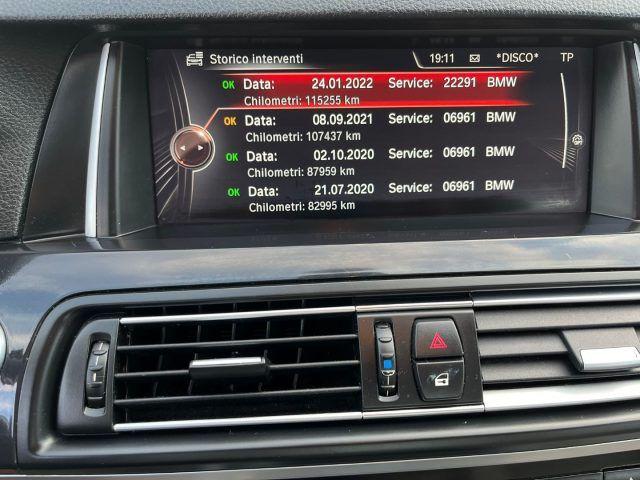 Storico interventi 19:11 *DISCO* TP
OK Data: 24.01.2022 Service: 22291 BMW
Chilometri: 115255 km
OK Data: 08.09.2021 Service: 06961 BMW
Chilometri: 107437 km
OK Data: 02.10.2020 Service: 06961 BMW
Chilometri: 87959 km
OK Data: 21.07.2020 Service: 06961 BMW
Chilometri: 82995 km